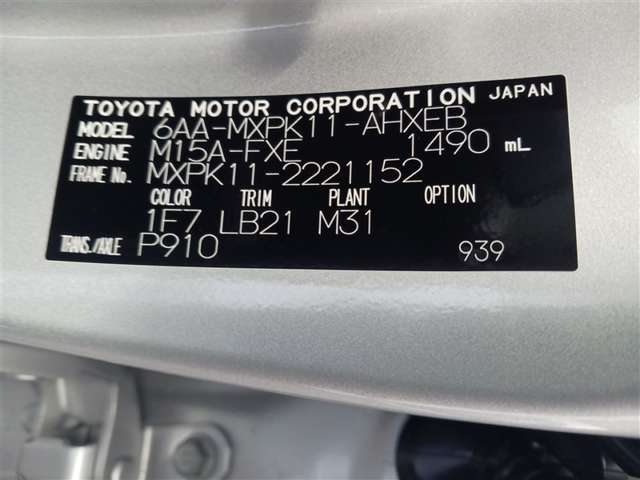 TOYOTA MOTOR CORPORATION JAPAN
MODEL 6AA-MXPK11-AHXEB
ENGINE M15A-FXE 1490 mL
FRAME No. MXPK11-2221152
COLOR TRIM PLANT OPTION
1F7 LB21 M31
TRANS./AXLE P910 939